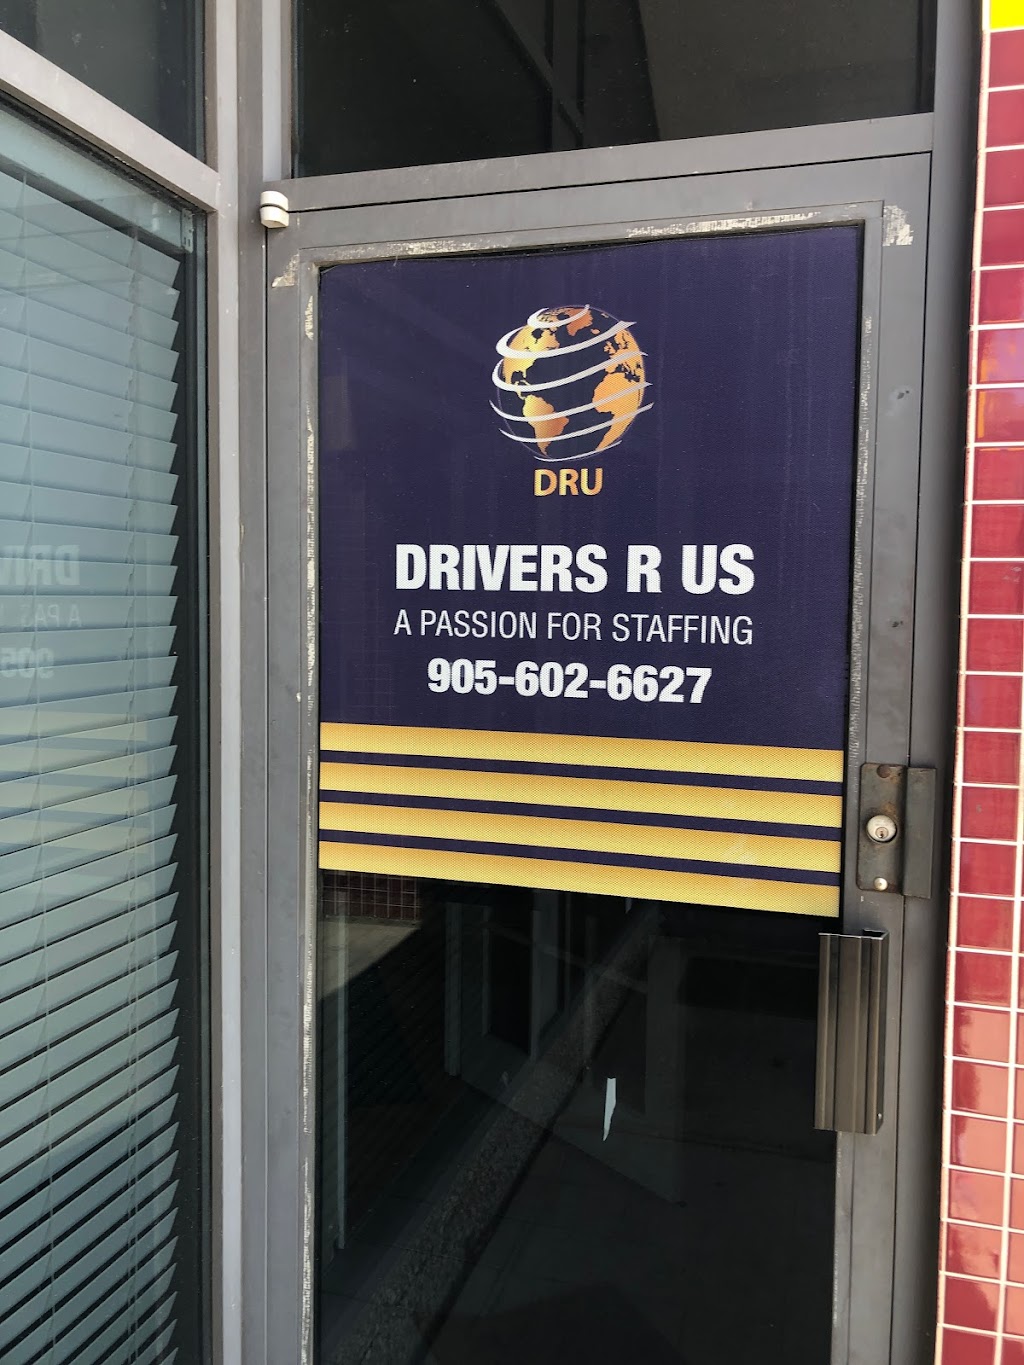 DRU
DRIVERS R US
A PASSION FOR STAFFING
905-602-6627